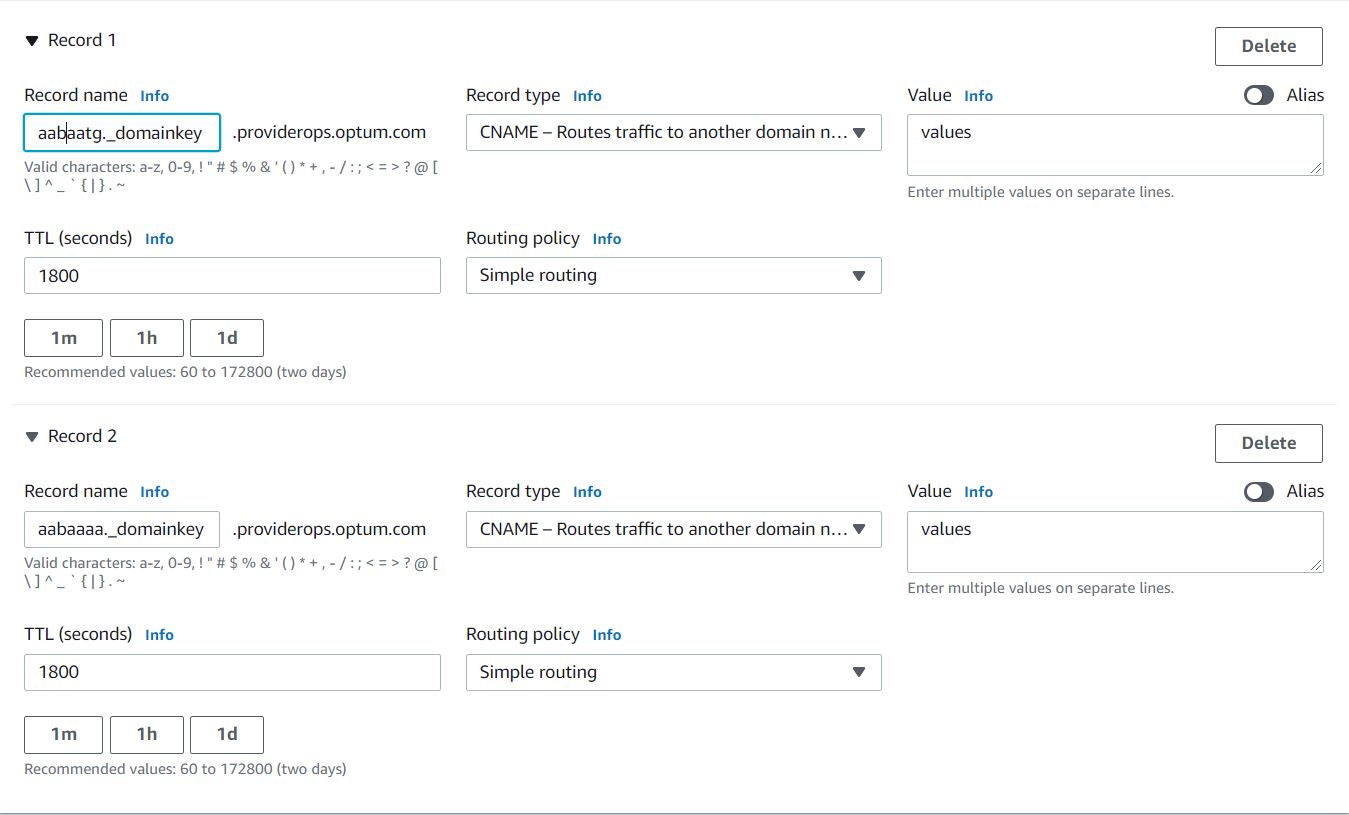 Record 1
Delete
Record name Info
Record type Info
Value Info
Alias
aabaatg._domainkey .providerops.optum.com
CNAME – Routes traffic to another domain n...
values
Valid characters: a-z, 0-9, ! " # $ % & ' ( ) * + , - / : ; < = > ? @ [
\ ] ^ _ ` { | } . ~
Enter multiple values on separate lines.
TTL (seconds) Info
Routing policy Info
1800
Simple routing
1m
1h
1d
Recommended values: 60 to 172800 (two days)
Record 2
Delete
Record name Info
Record type Info
Value Info
Alias
aabaaaa._domainkey .providerops.optum.com
CNAME – Routes traffic to another domain n...
values
Valid characters: a-z, 0-9, ! " # $ % & ' ( ) * + , - / : ; < = > ? @ [
\ ] ^ _ ` { | } . ~
Enter multiple values on separate lines.
TTL (seconds) Info
Routing policy Info
1800
Simple routing
1m
1h
1d
Recommended values: 60 to 172800 (two days)